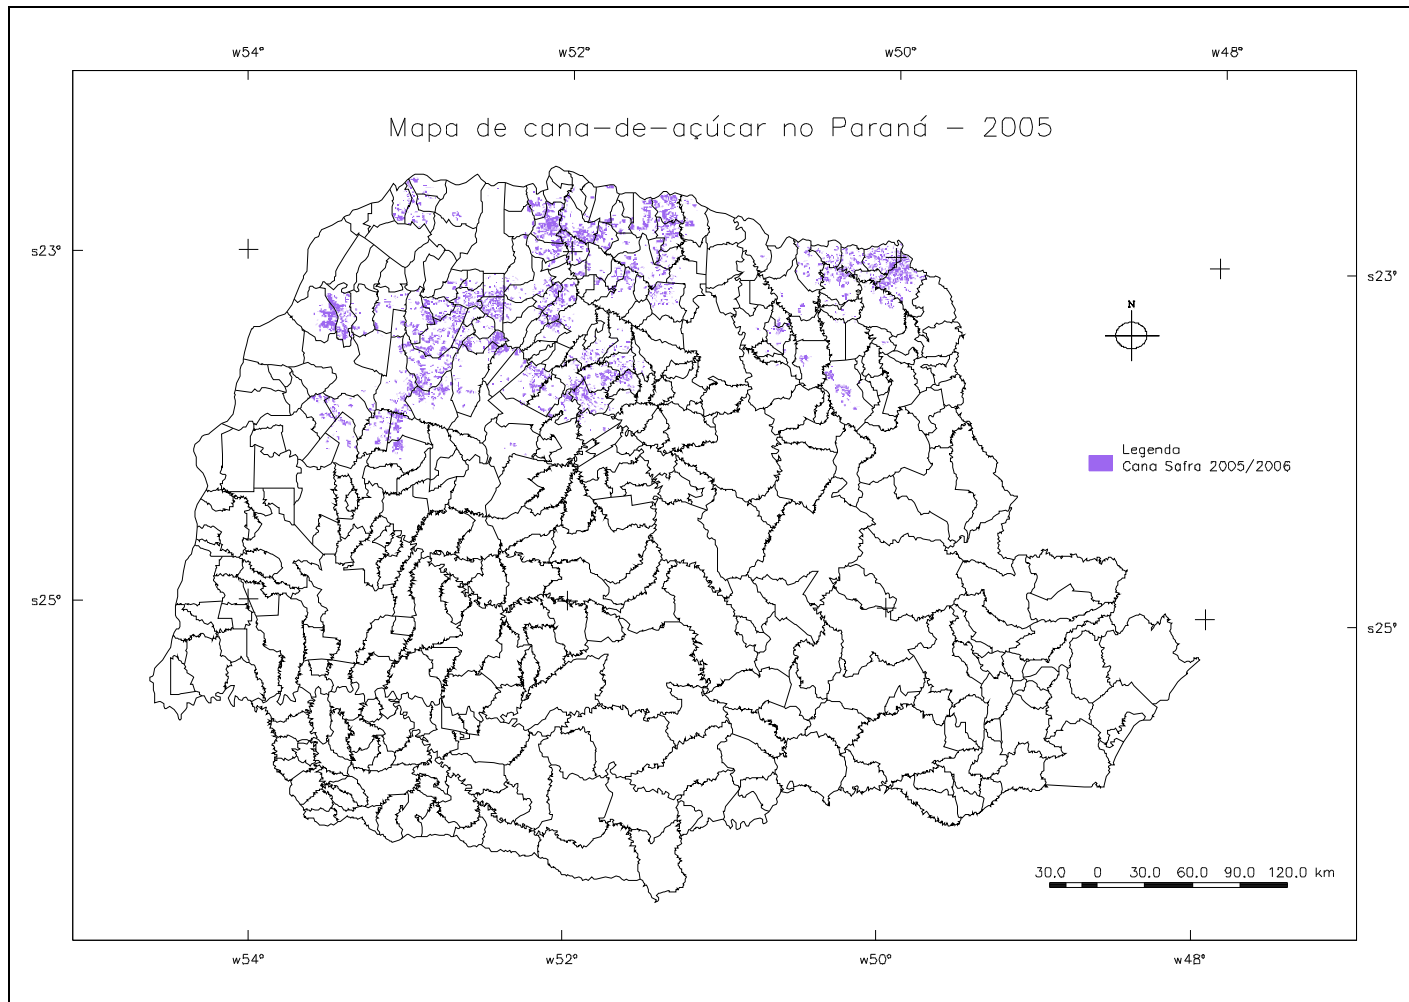 w54° w52° w50° w48°
Mapa de cana-de-açúcar no Paraná - 2005
s23° s23°
N
Legenda
Cana Safra 2005/2006
s25° s25°
30.0 0 30.0 60.0 90.0 120.0 km
w54° w52° w50° w48°